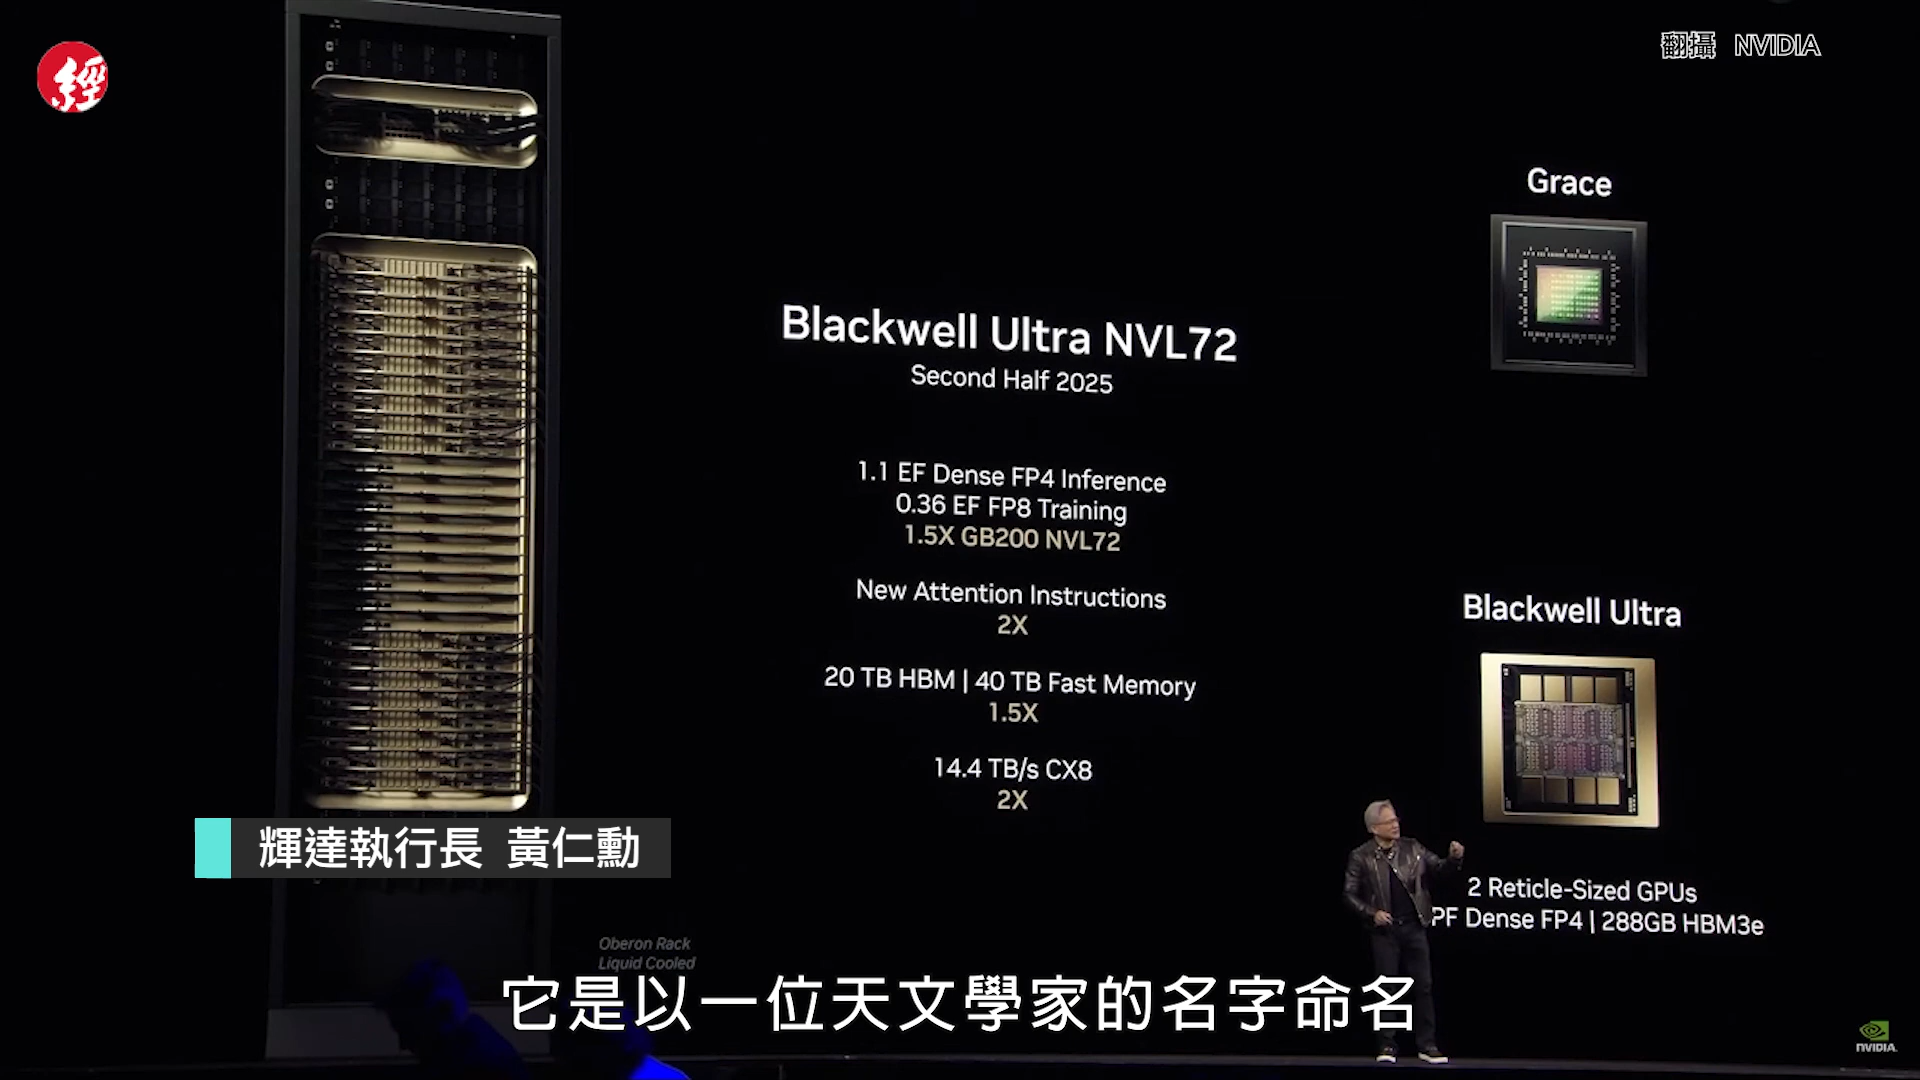 經
翻攝 NVIDIA
Grace
Blackwell Ultra NVL72
Second Half 2025
1.1 EF Dense FP4 Inference
0.36 EF FP8 Training
1.5X GB200 NVL72
New Attention Instructions
2X
20 TB HBM | 40 TB Fast Memory
1.5X
14.4 TB/s CX8
2X
Blackwell Ultra
2 Reticle-Sized GPUs
PF Dense FP4 | 288GB HBM3e
輝達執行長 黃仁勳
Oberon Rack
Liquid Cooled
它是以一位天文學家的名字命名
NVIDIA